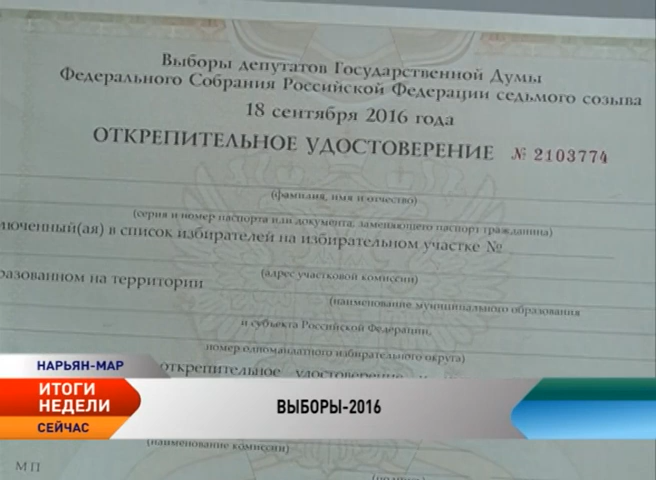 Выборы депутатов Государственной Думы
Федерального Собрания Российской Федерации седьмого созыва
18 сентября 2016 года
ОТКРЕПИТЕЛЬНОЕ УДОСТОВЕРЕНИЕ № 2103774
(фамилия, имя и отчество)
(серия и номер паспорта или документа, заменяющего паспорт гражданина)
люченный(ая) в список избирателей на избирательном участке №
(адрес участковой комиссии)
разованном на территории
(наименование муниципального образования
и субъекта Российской Федерации,
номер одномандатного избирательного округа)
открепительное удостоверение
НАРЬЯН-МАР
ИТОГИ
НЕДЕЛИ
СЕЙЧАС
ВЫБОРЫ-2016
(наименование комиссии)
МП